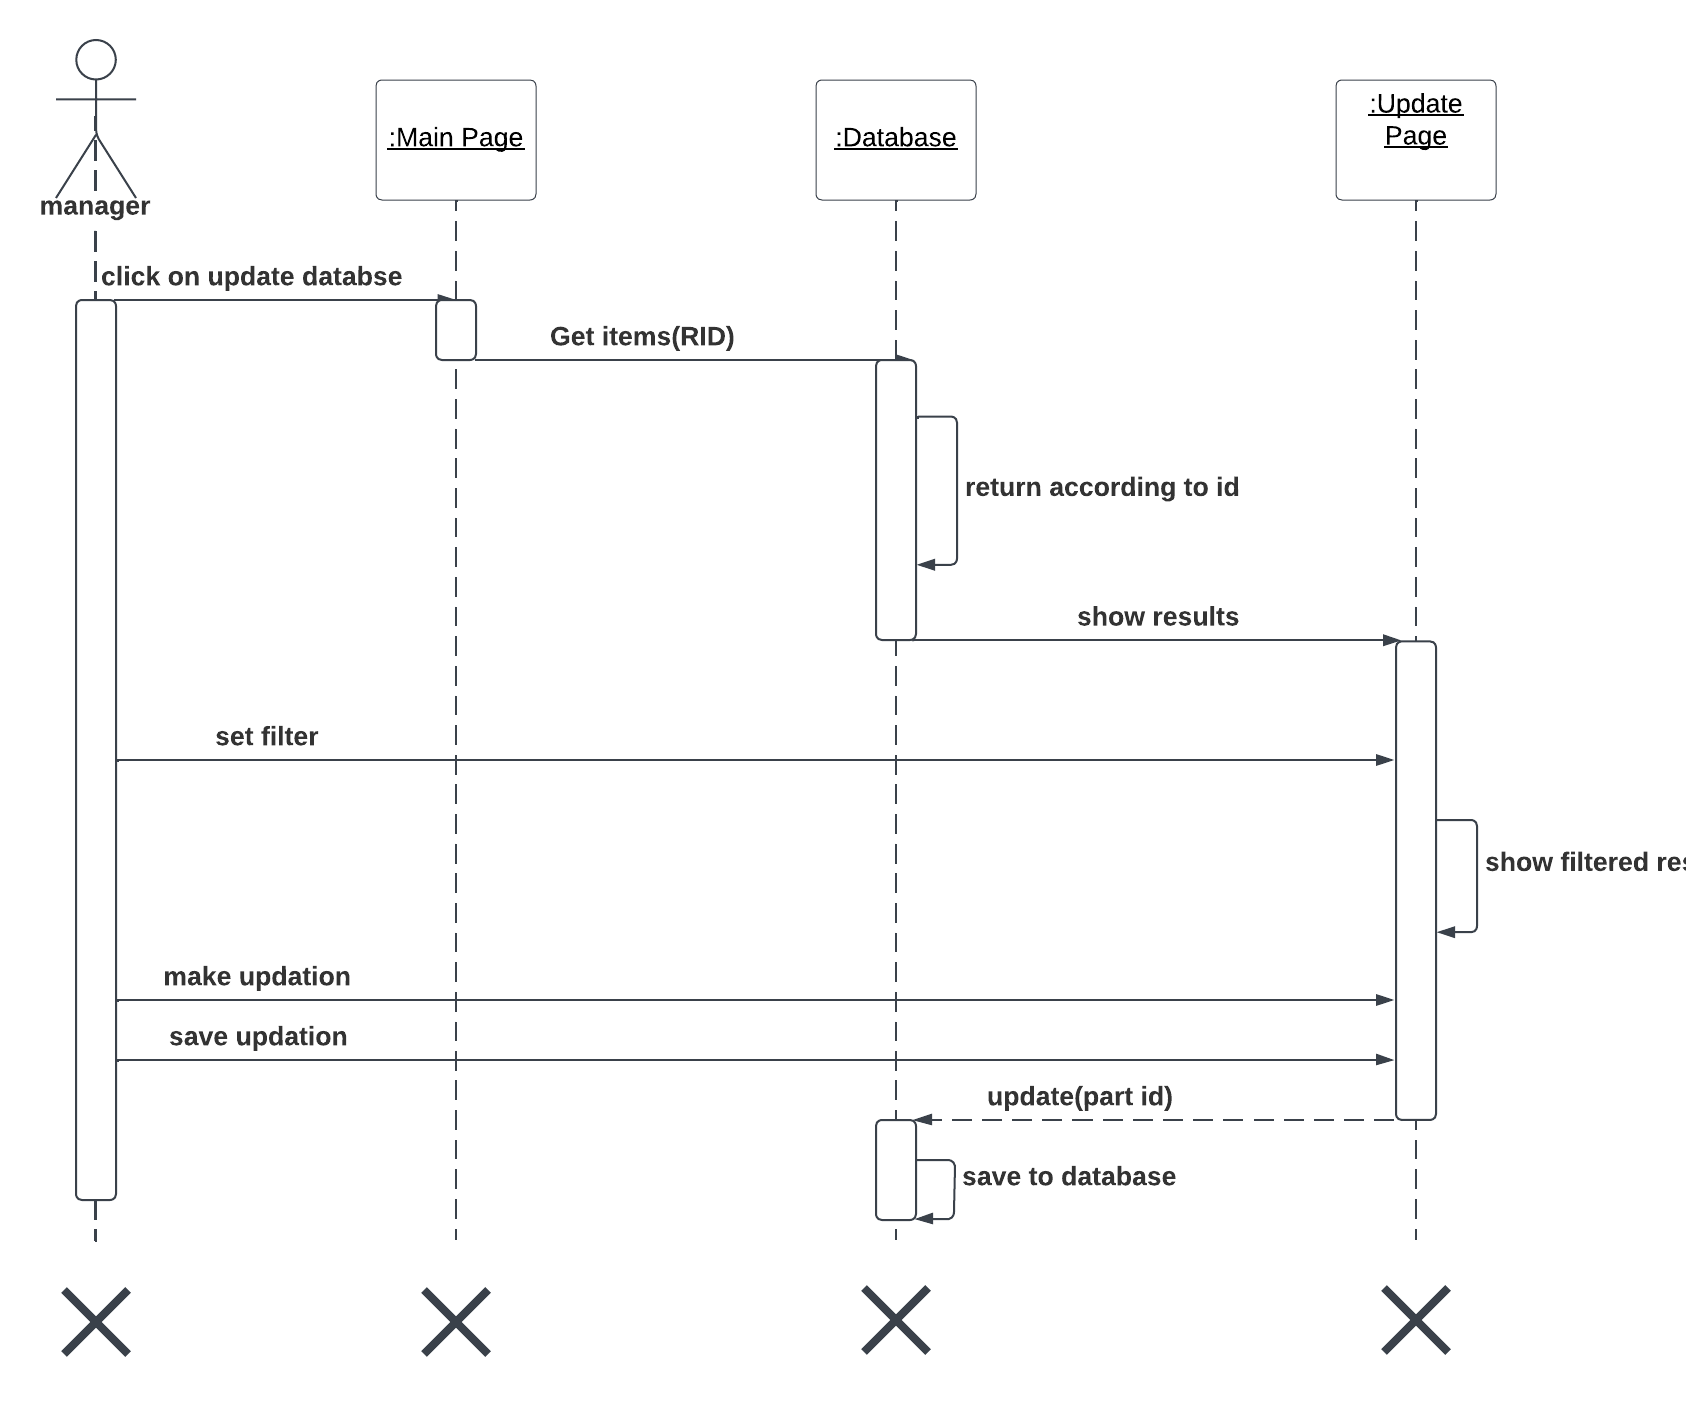 :Main Page
:Database
:Update
Page
manager
click on update databse
Get items(RID)
return according to id
show results
set filter
show filtered
make updation
save updation
update(part id)
save to database